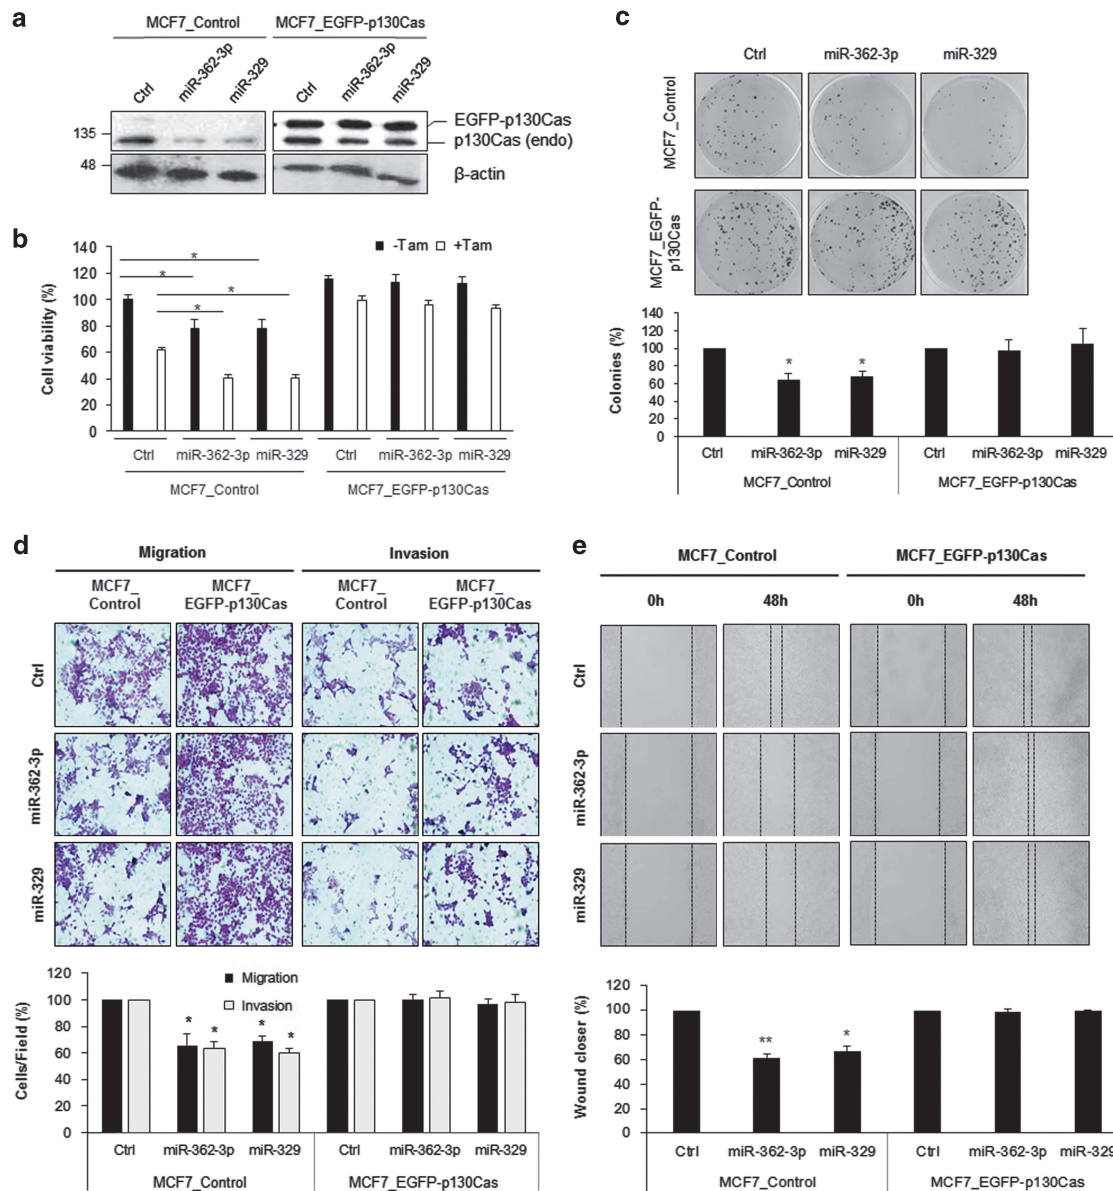 a
MCF7_Control
MCF7_EGFP-p130Cas
Ctrl
miR-362-3p
miR-329
Ctrl
miR-362-3p
miR-329
135
48
EGFP-p130Cas
p130Cas (endo)
β-actin
b
-Tam
+Tam
Cell viability (%)
140
120
100
80
60
40
20
0
*
*
*
*
Ctrl
miR-362-3p
miR-329
Ctrl
miR-362-3p
miR-329
MCF7_Control
MCF7_EGFP-p130Cas
c
Ctrl
miR-362-3p
miR-329
MCF7_Control
MCF7_EGFP-
p130Cas
Colonies (%)
140
120
100
80
60
40
20
0
*
*
Ctrl
miR-362-3p
miR-329
Ctrl
miR-362-3p
miR-329
MCF7_Control
MCF7_EGFP-p130Cas
d
Migration
Invasion
MCF7_
Control
MCF7_
EGFP-p130Cas
MCF7_
Control
MCF7_
EGFP-p130Cas
Ctrl
miR-362-3p
miR-329
Migration
Invasion
Cells/Field (%)
120
100
80
60
40
20
0
*
*
*
*
Ctrl
miR-362-3p
miR-329
Ctrl
miR-362-3p
miR-329
MCF7_Control
MCF7_EGFP-p130Cas
e
MCF7_Control
MCF7_EGFP-p130Cas
0h
48h
0h
48h
Ctrl
miR-362-3p
miR-329
Wound closer (%)
120
100
80
60
40
20
0
**
*
Ctrl
miR-362-3p
miR-329
Ctrl
miR-362-3p
miR-329
MCF7_Control
MCF7_EGFP-p130Cas